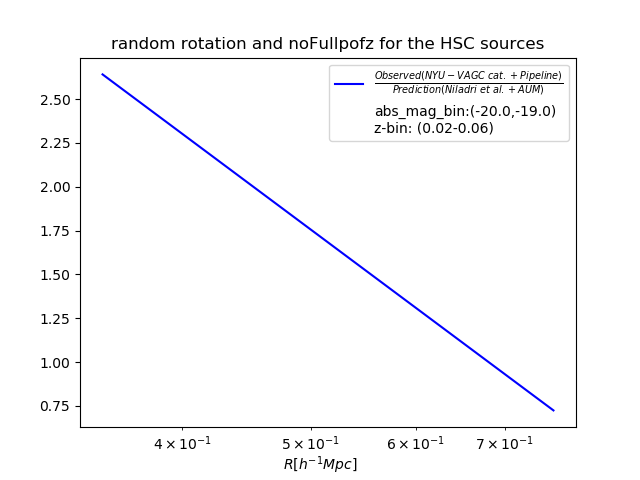 random rotation and noFullpofz for the HSC sources
Observed(NYU − VAGC cat. + Pipeline)
Prediction(Niladri et al. + AUM)
abs_mag_bin:(-20.0,-19.0)
z-bin: (0.02-0.06)
2.50
2.25
2.00
1.75
1.50
1.25
1.00
0.75
4 × 10⁻¹ 5 × 10⁻¹ 6 × 10⁻¹ 7 × 10⁻¹
R[h⁻¹Mpc]